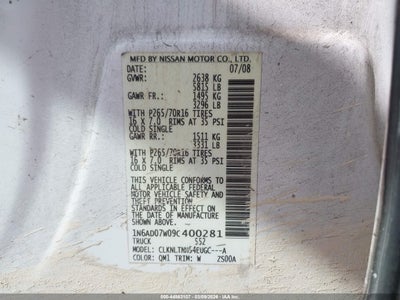 MFD BY NISSAN MOTOR CO., LTD.
DATE: 07/08
GVWR: 2638 KG
5815 LB
GAWR FR.: 1495 KG
3296 LB
WITH P265/70R16 TIRES
16 X 7.0 RIMS AT 35 PSI
COLD SINGLE
GAWR RR: 1511 KG
3331 LB
WITH P265/70R16 TIRES
16 X 7.0 RIMS AT 35 PSI
COLD SINGLE
THIS VEHICLE CONFORMS TO
ALL APPLICABLE FEDERAL
MOTOR VEHICLE SAFETY
STANDARDS IN EFFECT ON THE
DATE OF MANUFACTURE
SHOWN ABOVE.
1N6AD07W09C400281
TRUCK 552
MODEL:
COLOR: QM1 TRIM: W 2S00A